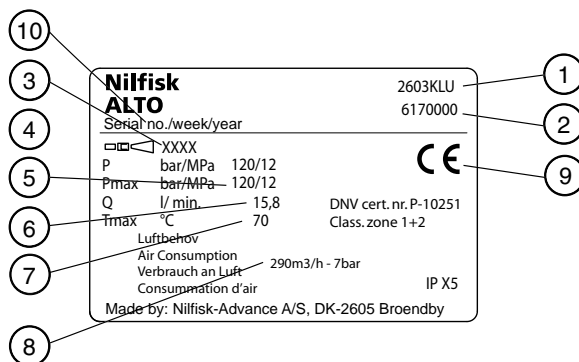 10
3
4
5
6
7
8
1
2
9
Nilfisk
ALTO
2603KLU
6170000
Serial no./week/year
XXXX
CE
P bar/MPa 120/12
Pmax bar/MPa 120/12
Q l/ min. 15,8
DNV cert. nr. P-10251
Tmax °C 70
Class. zone 1+2
Luftbehov
Air Consumption
290m3/h - 7bar
Verbrauch an Luft
Consummation d'air
IP X5
Made by: Nilfisk-Advance A/S, DK-2605 Broendby